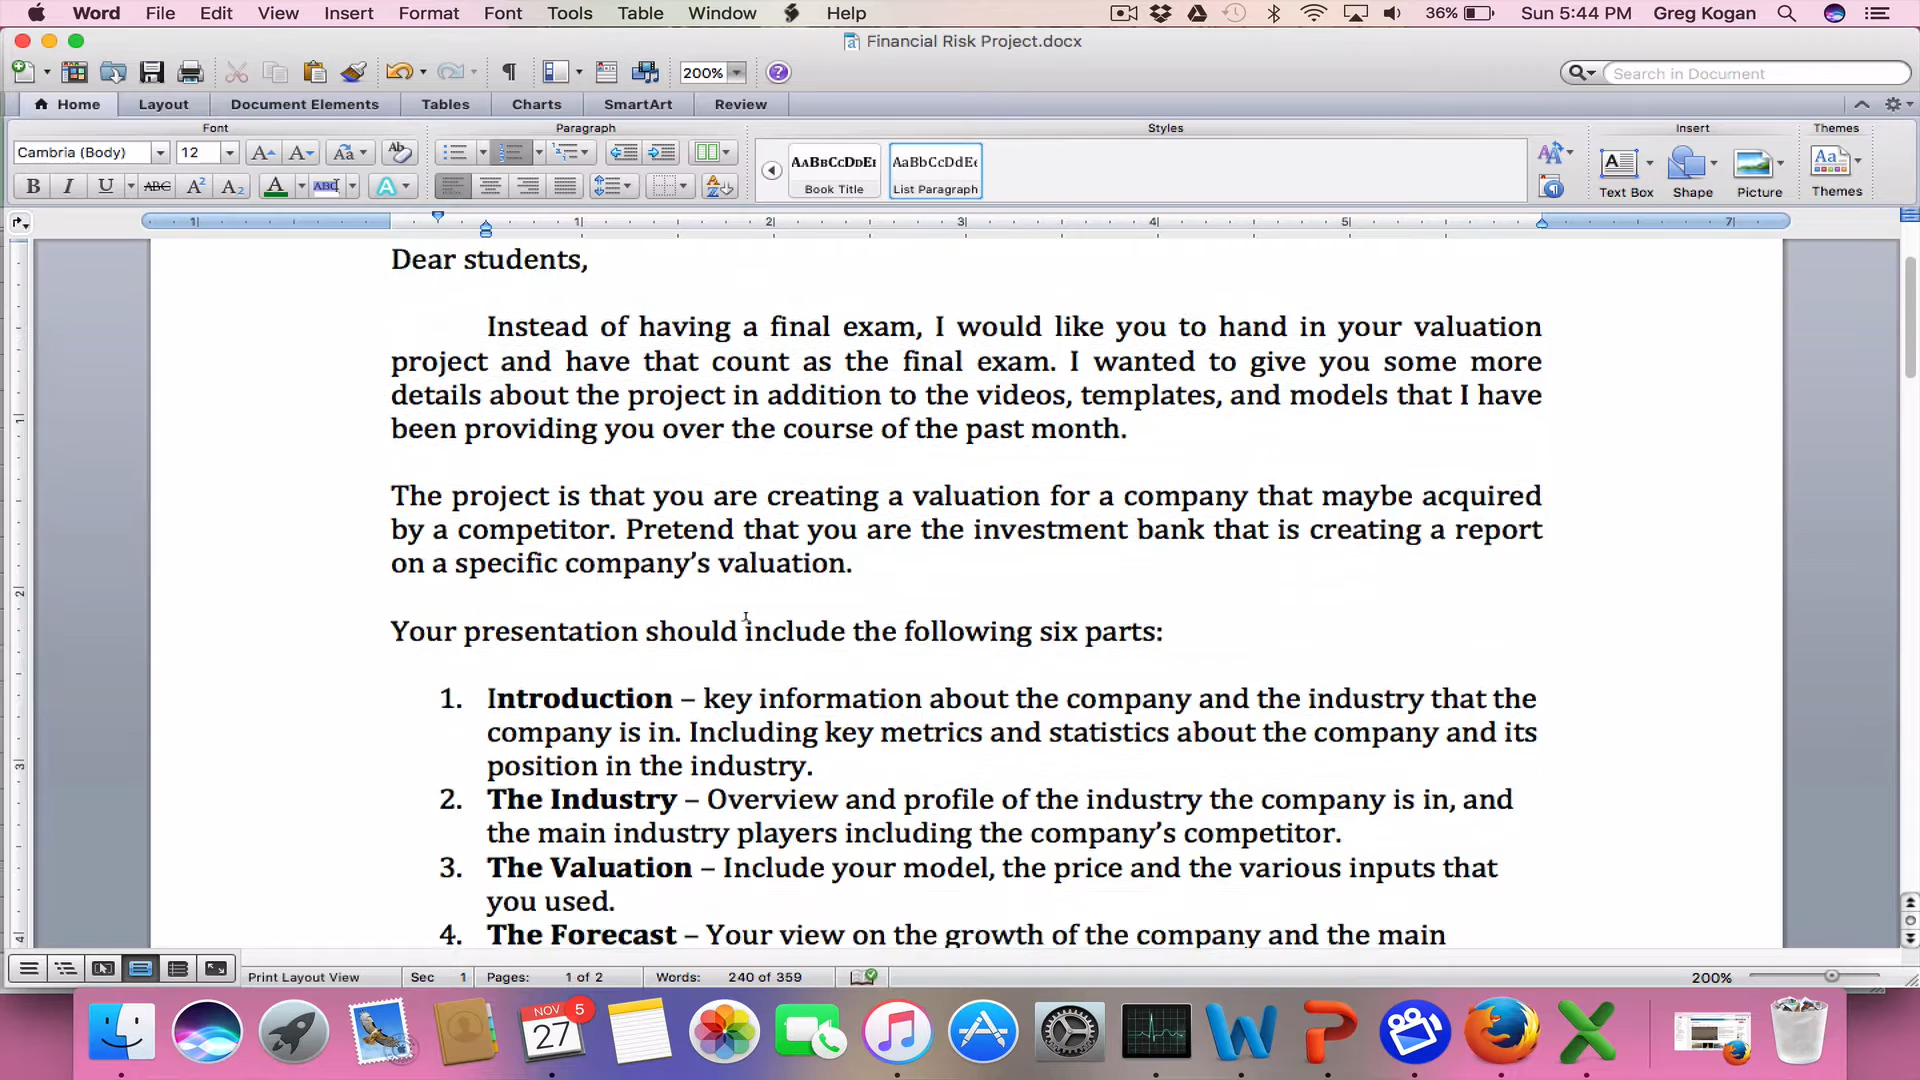 Word File Edit View Insert Format Font Tools Table Window Help 36% Sun 5:44 PM Greg Kogan
Financial Risk Project.docx
200% Search in Document
Home Layout Document Elements Tables Charts SmartArt Review
Font Paragraph Styles Insert Themes
Cambria (Body) 12
AaBbCcDdEe AaBbCcDdEe
Book Title List Paragraph
Text Box Shape Picture Themes
Dear students,
Instead of having a final exam, I would like you to hand in your valuation
project and have that count as the final exam. I wanted to give you some more
details about the project in addition to the videos, templates, and models that I have
been providing you over the course of the past month.
The project is that you are creating a valuation for a company that maybe acquired
by a competitor. Pretend that you are the investment bank that is creating a report
on a specific company’s valuation.
Your presentation should include the following six parts:
1. Introduction – key information about the company and the industry that the
company is in. Including key metrics and statistics about the company and its
position in the industry.
2. The Industry – Overview and profile of the industry the company is in, and
the main industry players including the company’s competitor.
3. The Valuation – Include your model, the price and the various inputs that
you used.
4. The Forecast – Your view on the growth of the company and the main
Print Layout View Sec 1 Pages: 1 of 2 Words: 240 of 359 200%
NOV 5
27